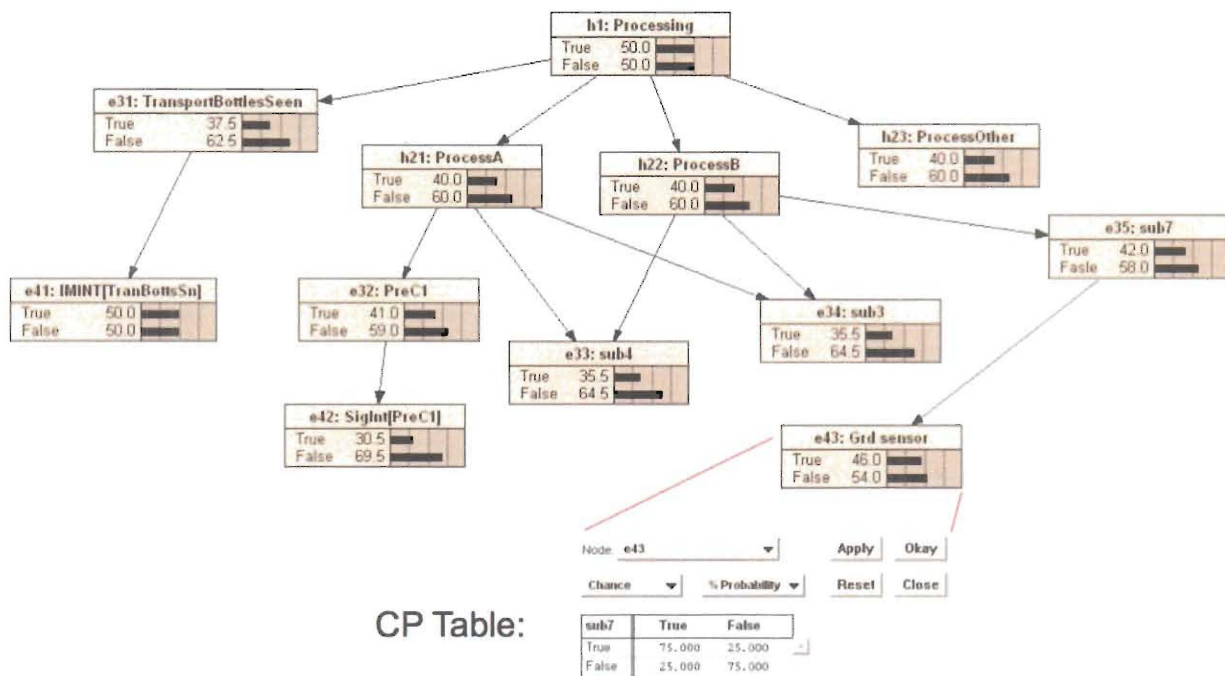 h1: Processing
True 50.0
False 50.0
e31: TransportBottlesSeen
True 37.5
False 62.5
h21: ProcessA
True 40.0
False 60.0
h22: ProcessB
True 40.0
False 60.0
h23: ProcessOther
True 40.0
False 60.0
e35: sub7
True 42.0
Fasle 58.0
e41: IMINT[TranBottsSn]
True 50.0
False 50.0
e32: PreC1
True 41.0
False 59.0
e33: sub4
True 35.5
False 64.5
e34: sub3
True 35.5
False 64.5
e42: SigInt[PreC1]
True 30.5
False 69.5
e43: Grd sensor
True 46.0
False 54.0
Node: e43 Apply Okay
Chance % Probability Reset Close
CP Table:
sub7 True False
True 75.000 25.000
False 25.000 75.000